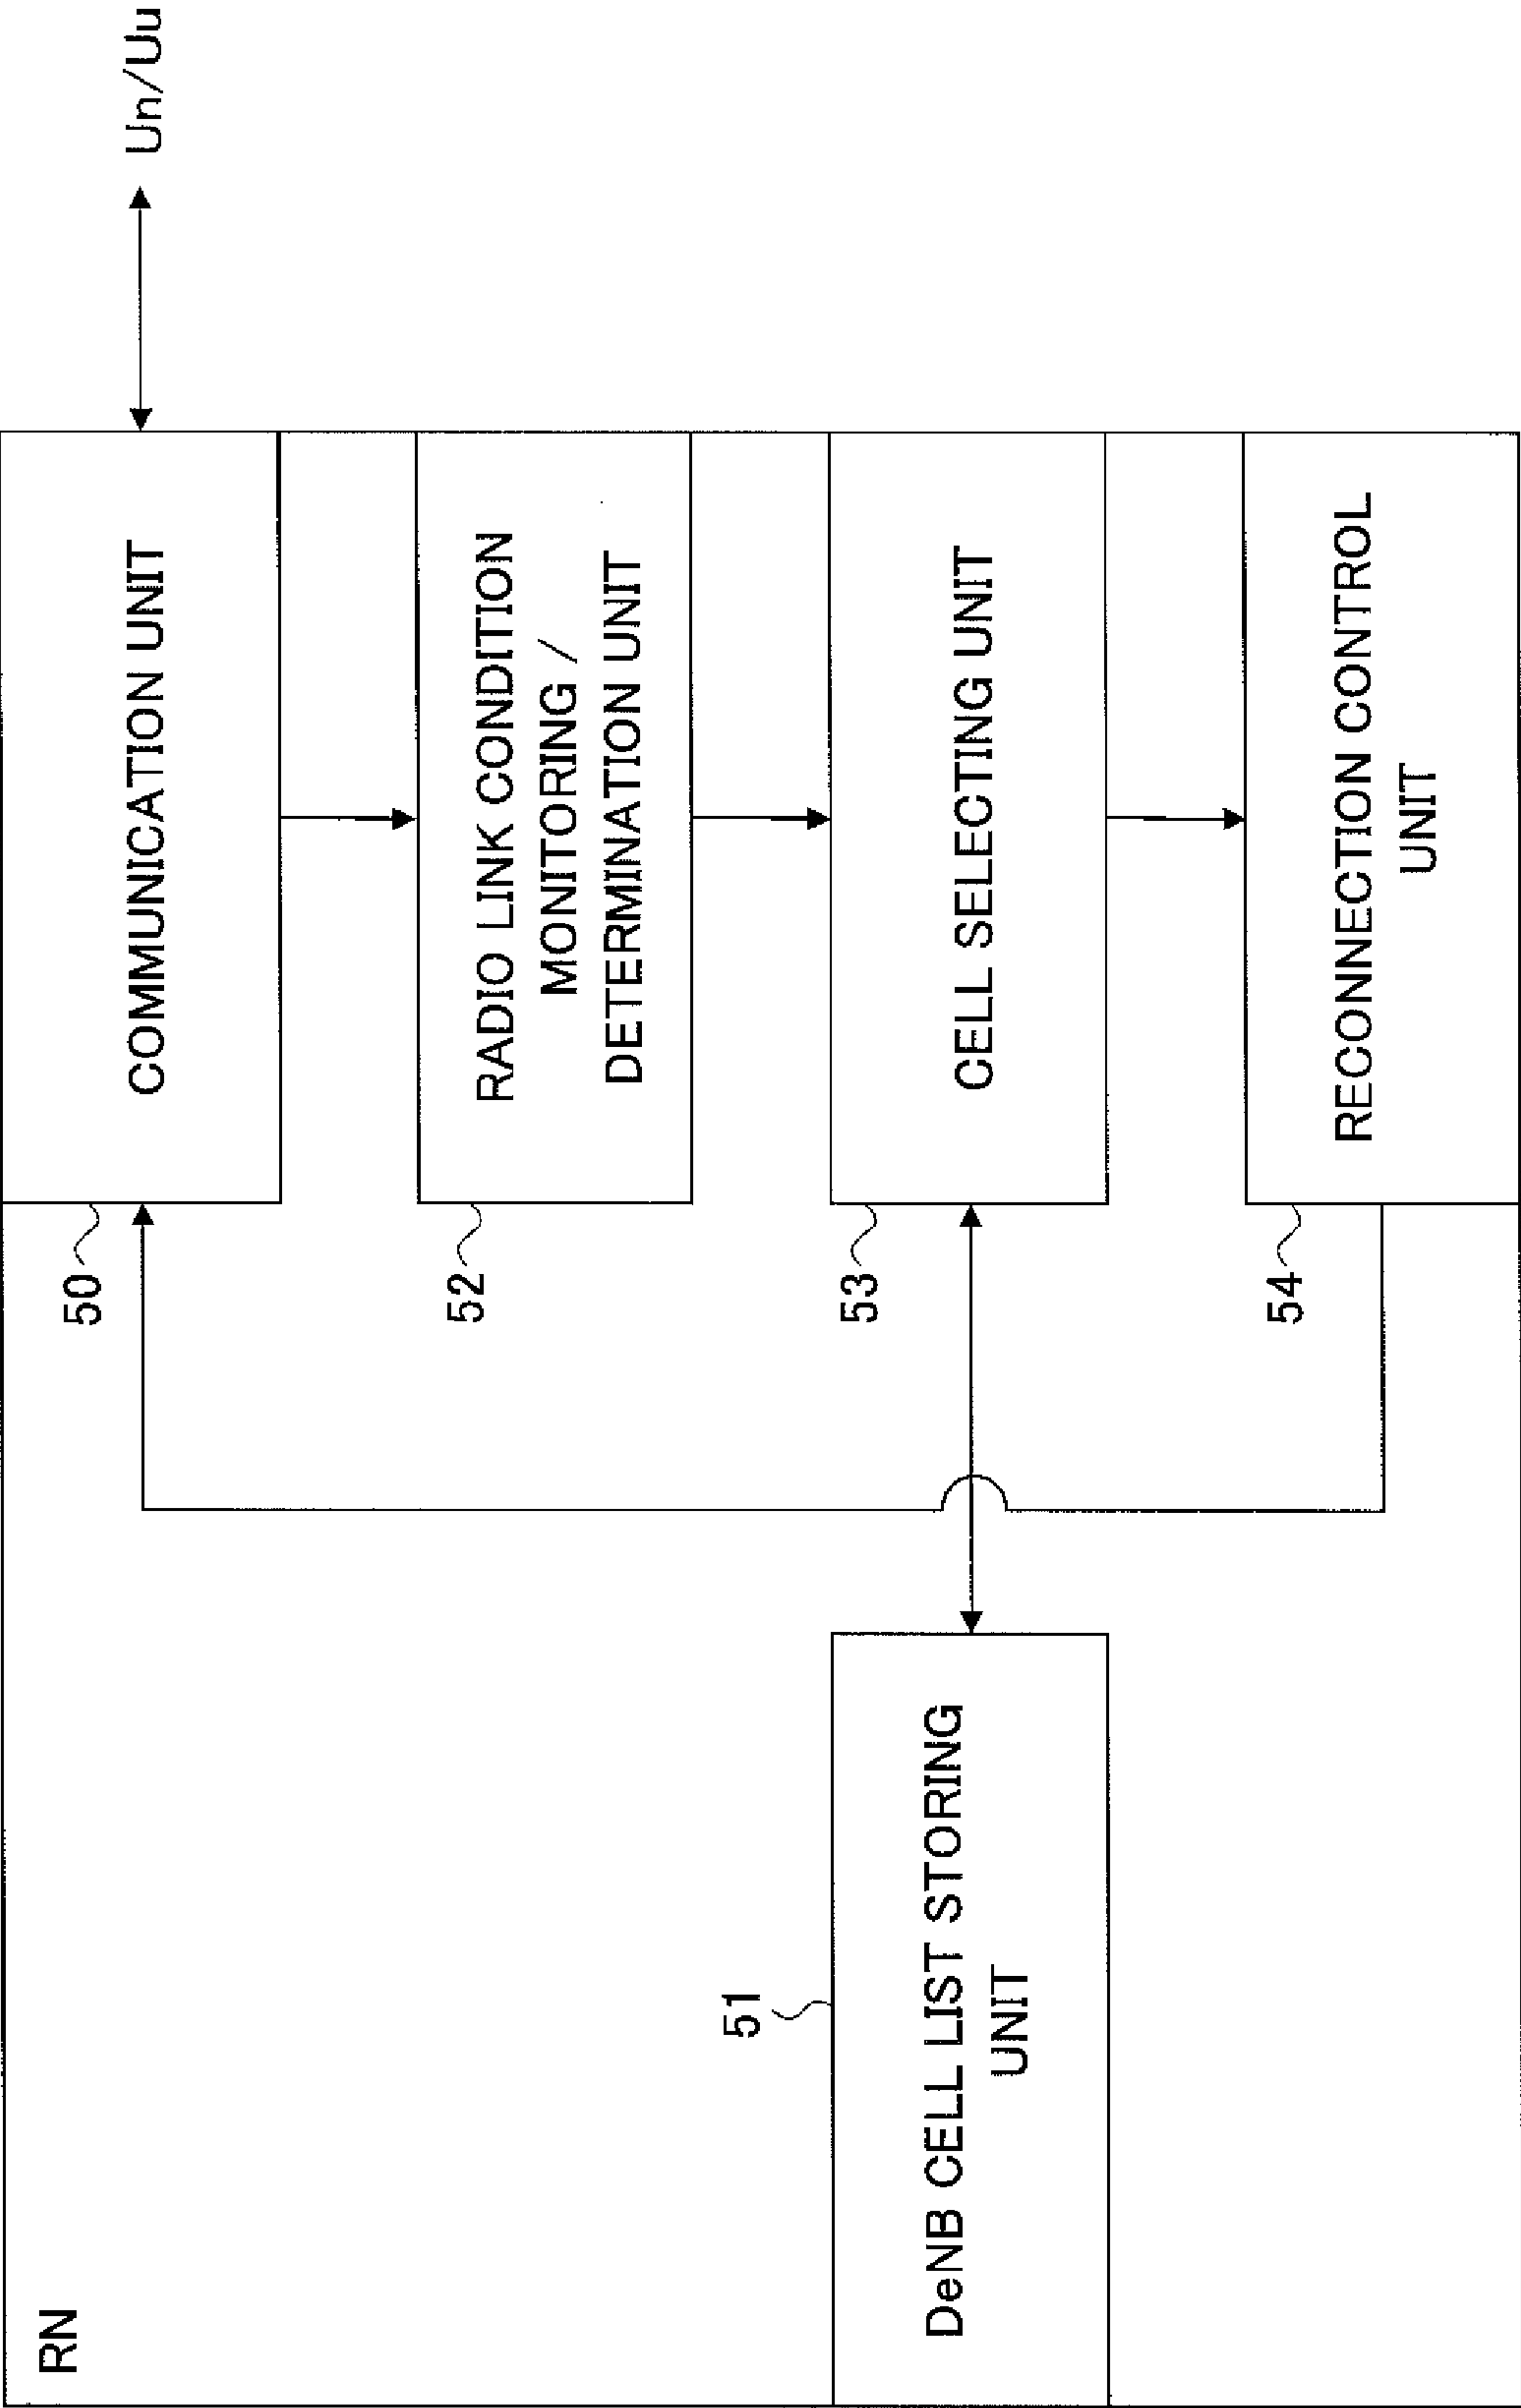 RN
50
COMMUNICATION UNIT
Un/Uu
52
RADIO LINK CONDITION
MONITORING /
DETERMINATION UNIT
51
DeNB CELL LIST STORING
UNIT
53
CELL SELECTING UNIT
54
RECONNECTION CONTROL
UNIT